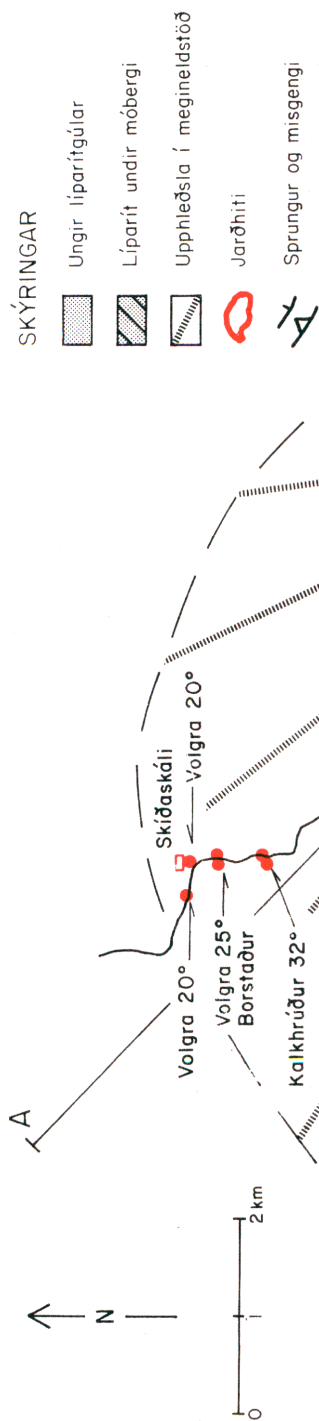 SKÝRINGAR
Ungir líparítgúlar
Líparít undir móbergi
Upphleðsla í megineldstöð
Jarðhiti
Sprungur og misgengi
A
N
0 1 2 km
Skíðaskáli
Volgra 20°
Volgra 20°
Volgra 25°
Borstaður
Kalkhrúður 32°